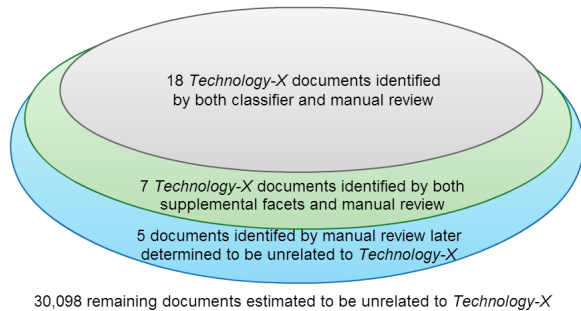 18 Technology-X documents identified
by both classifier and manual review
7 Technology-X documents identified by both
supplemental facets and manual review
5 documents identifed by manual review later
determined to be unrelated to Technology-X
30,098 remaining documents estimated to be unrelated to Technology-X